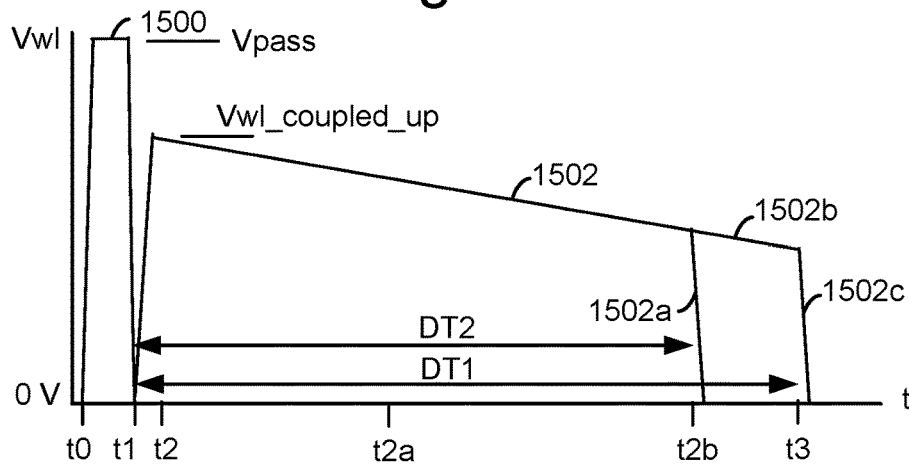 g
Vwl
1500
Vpass
Vwl_coupled_up
1502
1502b
1502a
1502c
DT2
DT1
0 V
t
t0
t1
t2
t2a
t2b
t3